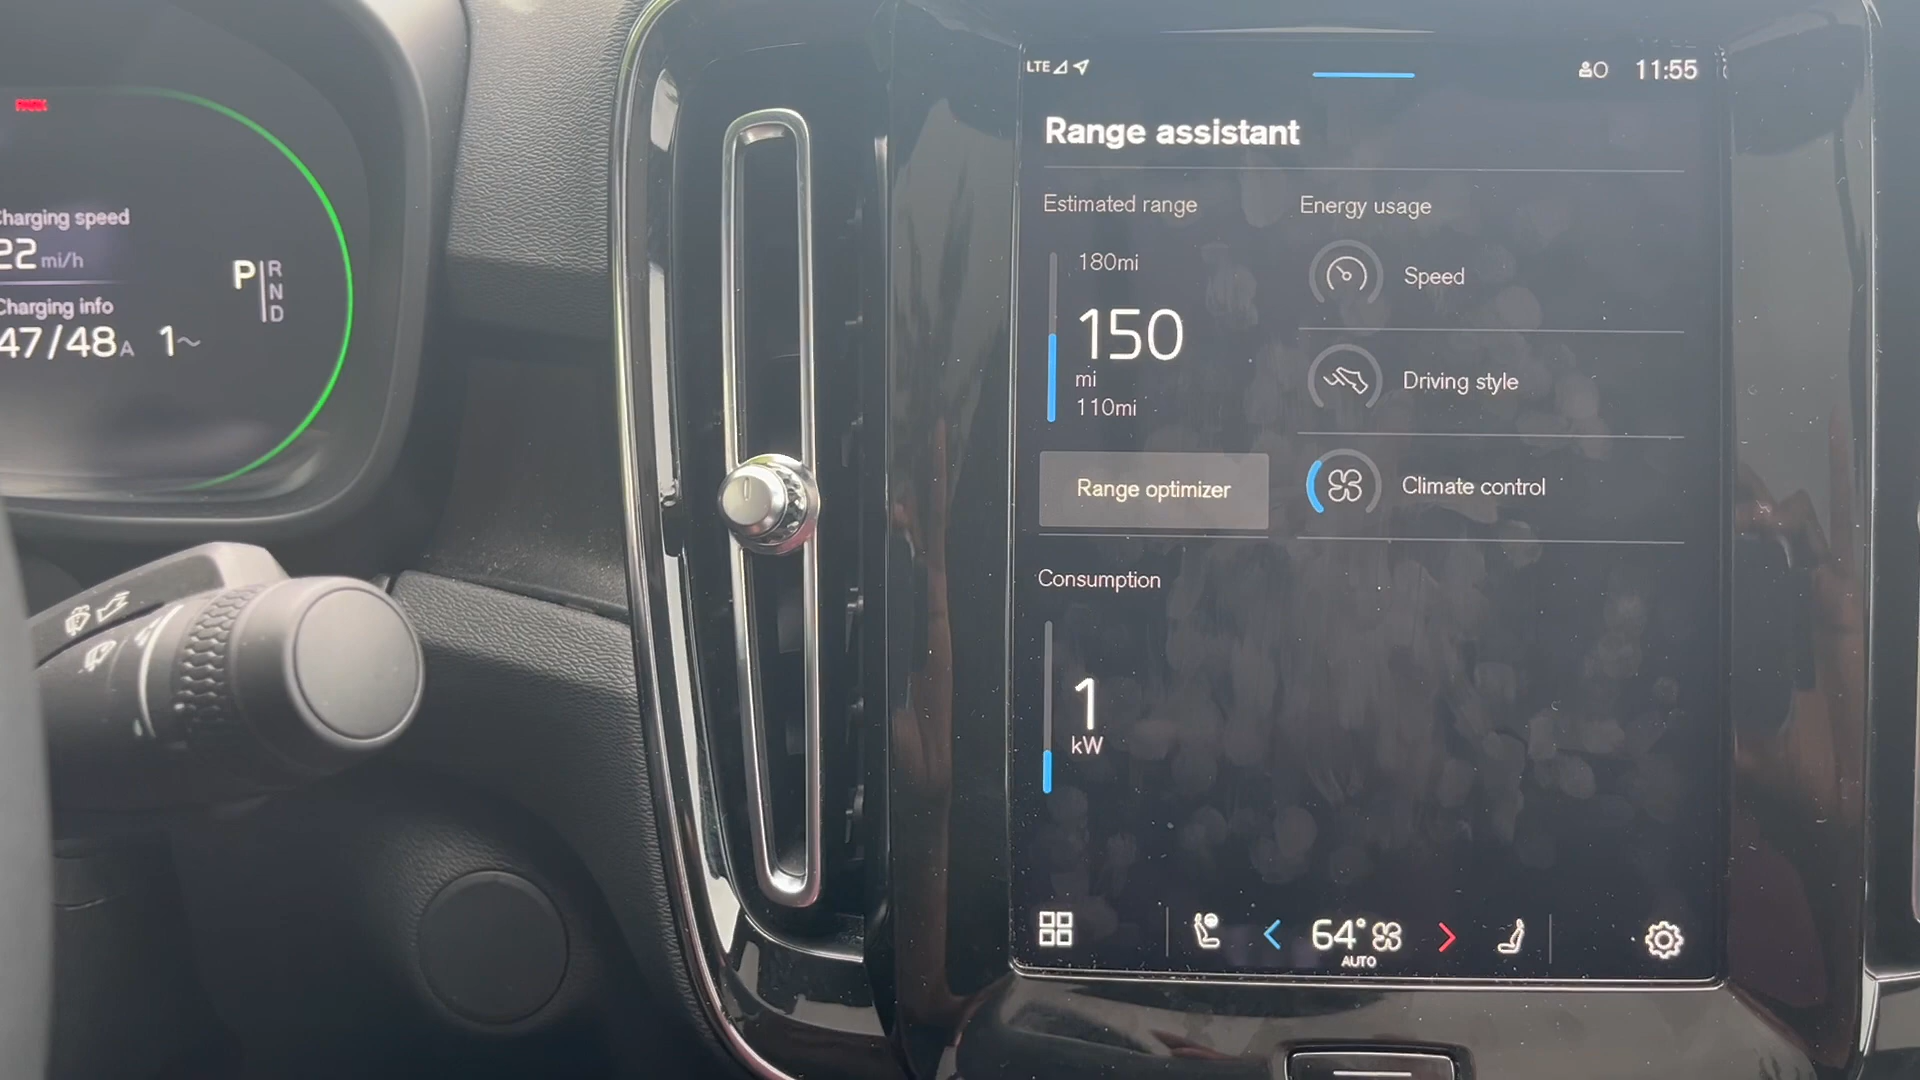 Charging speed
22 mi/h
Charging info
47/48A 1~
P
R
N
D
LTE
11:55
Range assistant
Estimated range
180mi
150
mi
110mi
Range optimizer
Energy usage
Speed
Driving style
Climate control
Consumption
1
kW
64°
AUTO